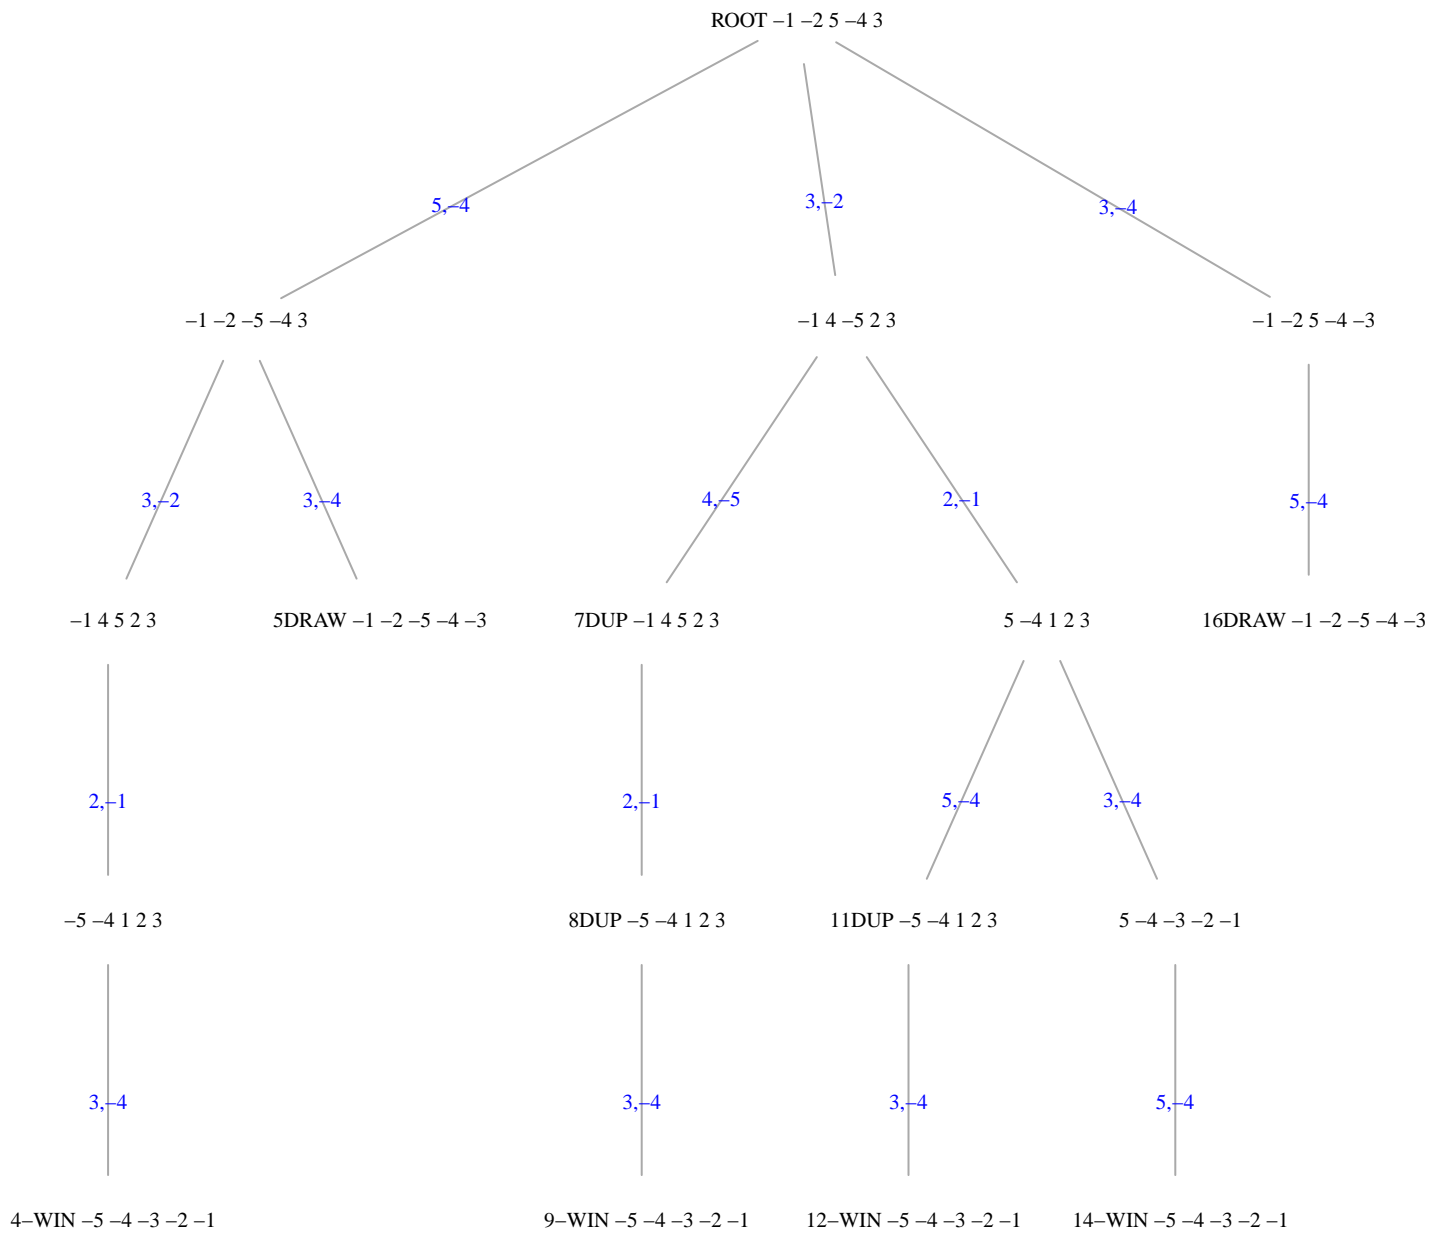 ROOT –1 –2 5 –4 3
5,–4
3,–2
3,–4
–1 –2 –5 –4 3
–1 4 –5 2 3
–1 –2 5 –4 –3
3,–2
3,–4
4,–5
2,–1
5,–4
–1 4 5 2 3
5DRAW –1 –2 –5 –4 –3
7DUP –1 4 5 2 3
5 –4 1 2 3
16DRAW –1 –2 –5 –4 –3
2,–1
2,–1
5,–4
3,–4
–5 –4 1 2 3
8DUP –5 –4 1 2 3
11DUP –5 –4 1 2 3
5 –4 –3 –2 –1
3,–4
3,–4
3,–4
5,–4
4–WIN –5 –4 –3 –2 –1
9–WIN –5 –4 –3 –2 –1
12–WIN –5 –4 –3 –2 –1
14–WIN –5 –4 –3 –2 –1